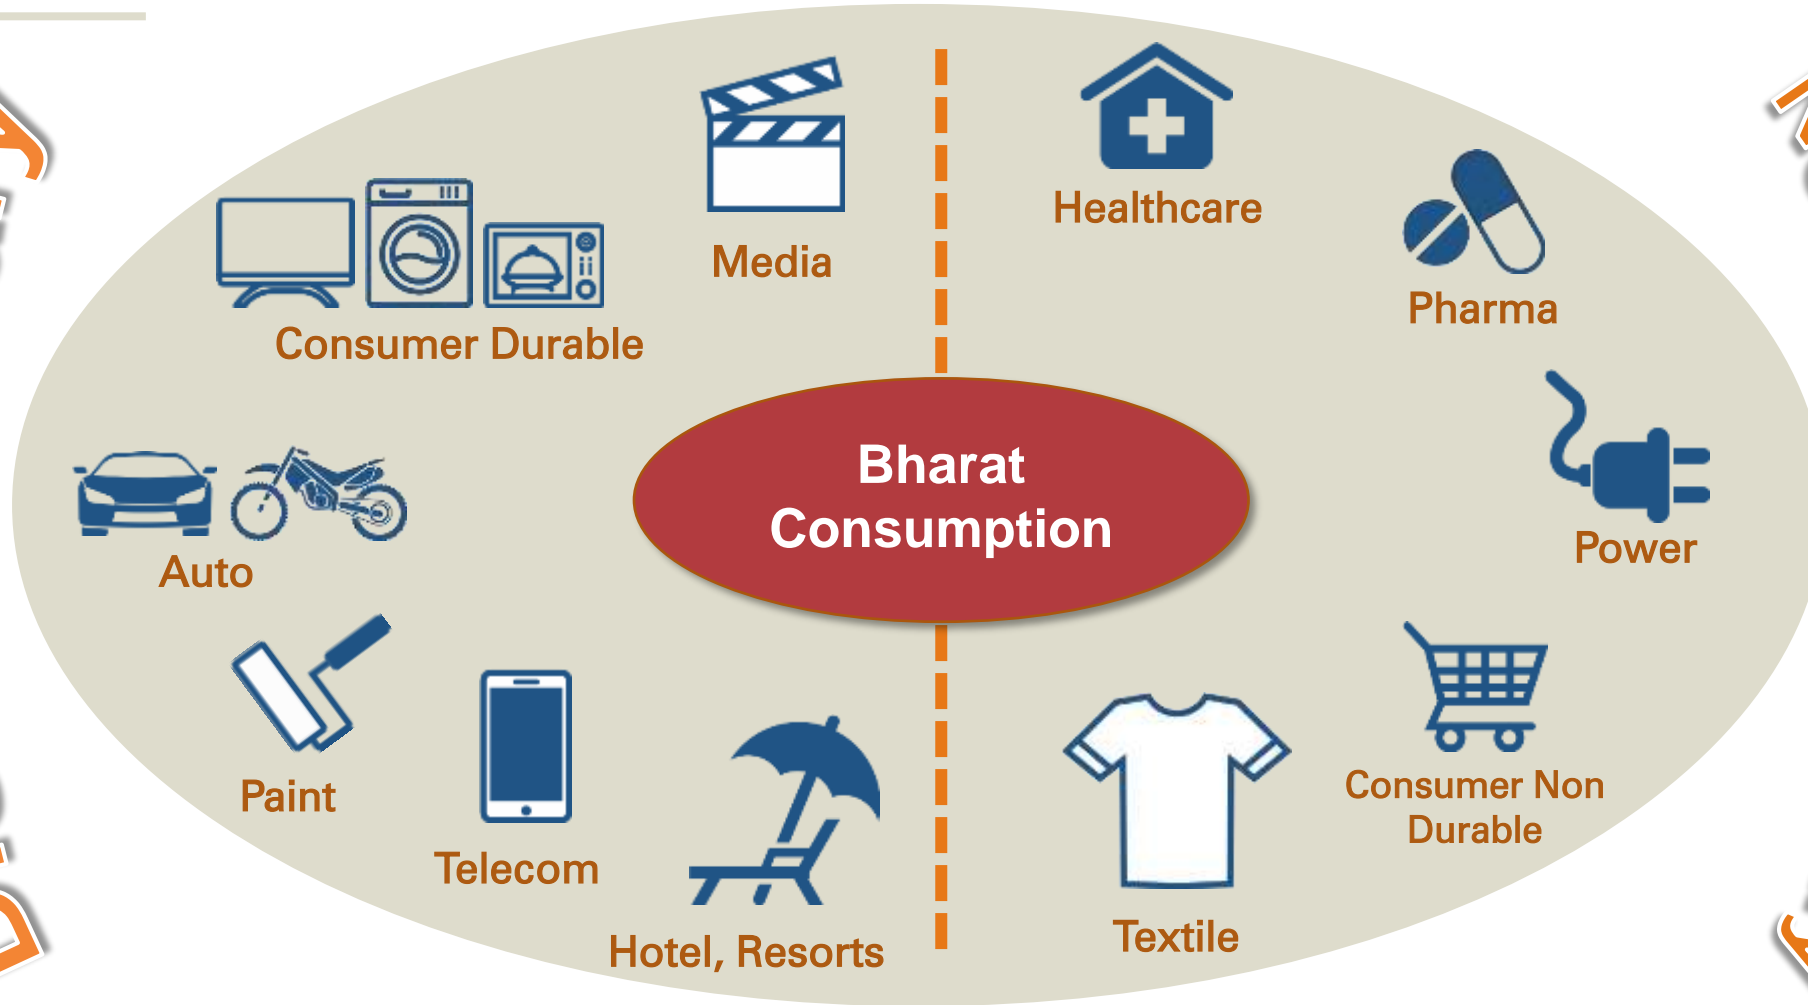 Media
Healthcare
Consumer Durable
Pharma
Bharat
Consumption
Auto
Power
Paint
Telecom
Hotel, Resorts
Consumer Non
Durable
Textile